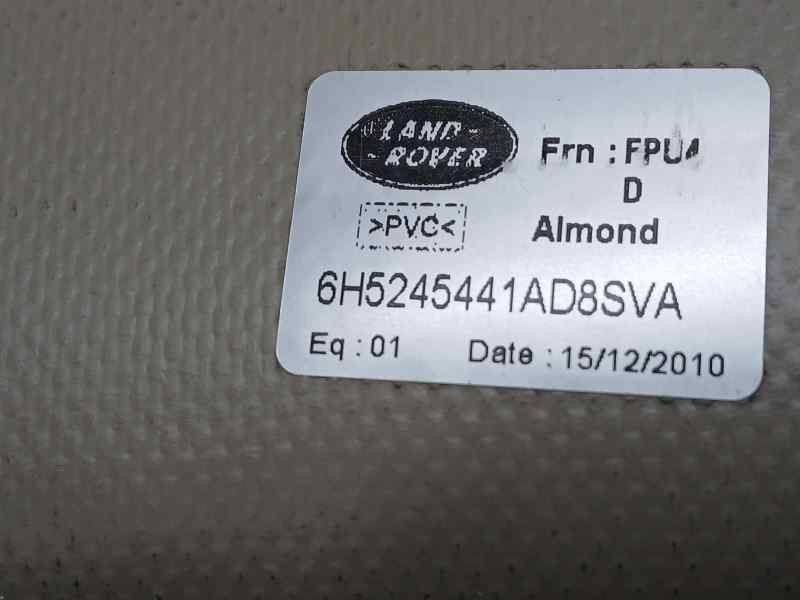 LAND-
-ROVER
Frn : FPU4
D
>PVC<
Almond
6H5245441AD8SVA
Eq : 01 Date : 15/12/2010